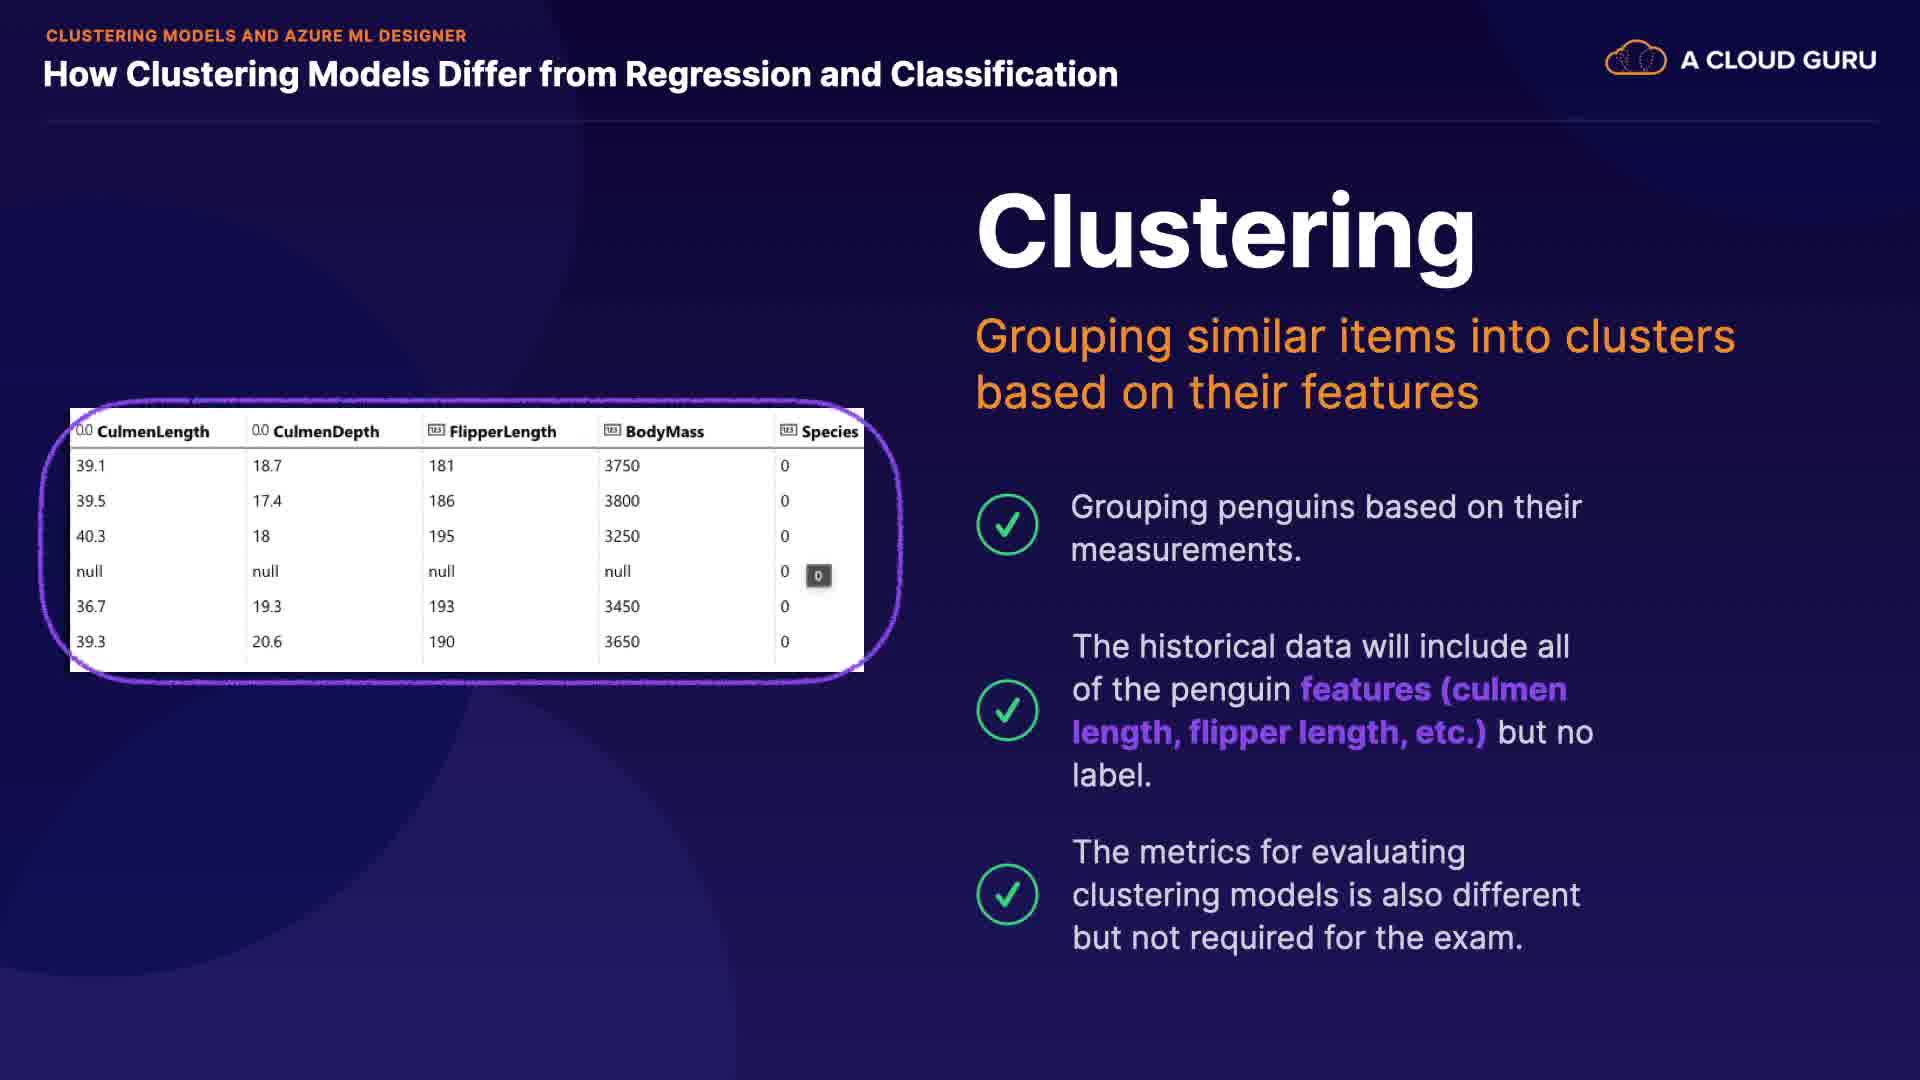 CLUSTERING MODELS AND AZURE ML DESIGNER
How Clustering Models Differ from Regression and Classification
A CLOUD GURU
Clustering
Grouping similar items into clusters
based on their features
0.0 CulmenLength 0.0 CulmenDepth 123 FlipperLength 123 BodyMass 123 Species
39.1 18.7 181 3750 0
39.5 17.4 186 3800 0
40.3 18 195 3250 0
null null null null 0 0
36.7 19.3 193 3450 0
39.3 20.6 190 3650 0
Grouping penguins based on their
measurements.
The historical data will include all
of the penguin features (culmen
length, flipper length, etc.) but no
label.
The metrics for evaluating
clustering models is also different
but not required for the exam.